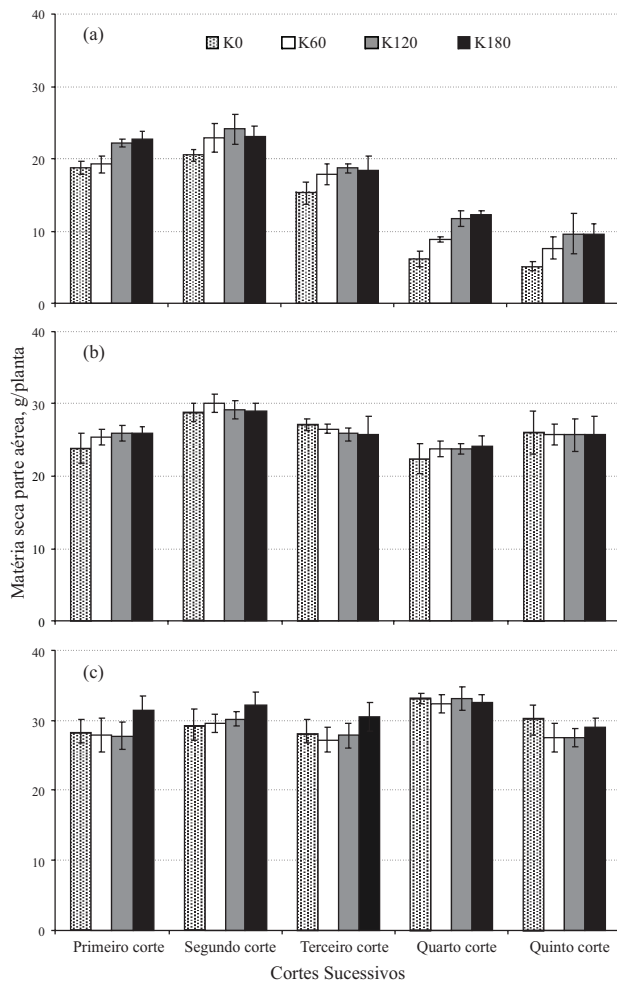 40
(a)
K0 K60 K120 K180
30
20
10
0
40
(b)
30
20
10
0
40
(c)
30
20
10
0
Matéria seca parte aérea, g/planta
Primeiro corte Segundo corte Terceiro corte Quarto corte Quinto corte
Cortes Sucessivos